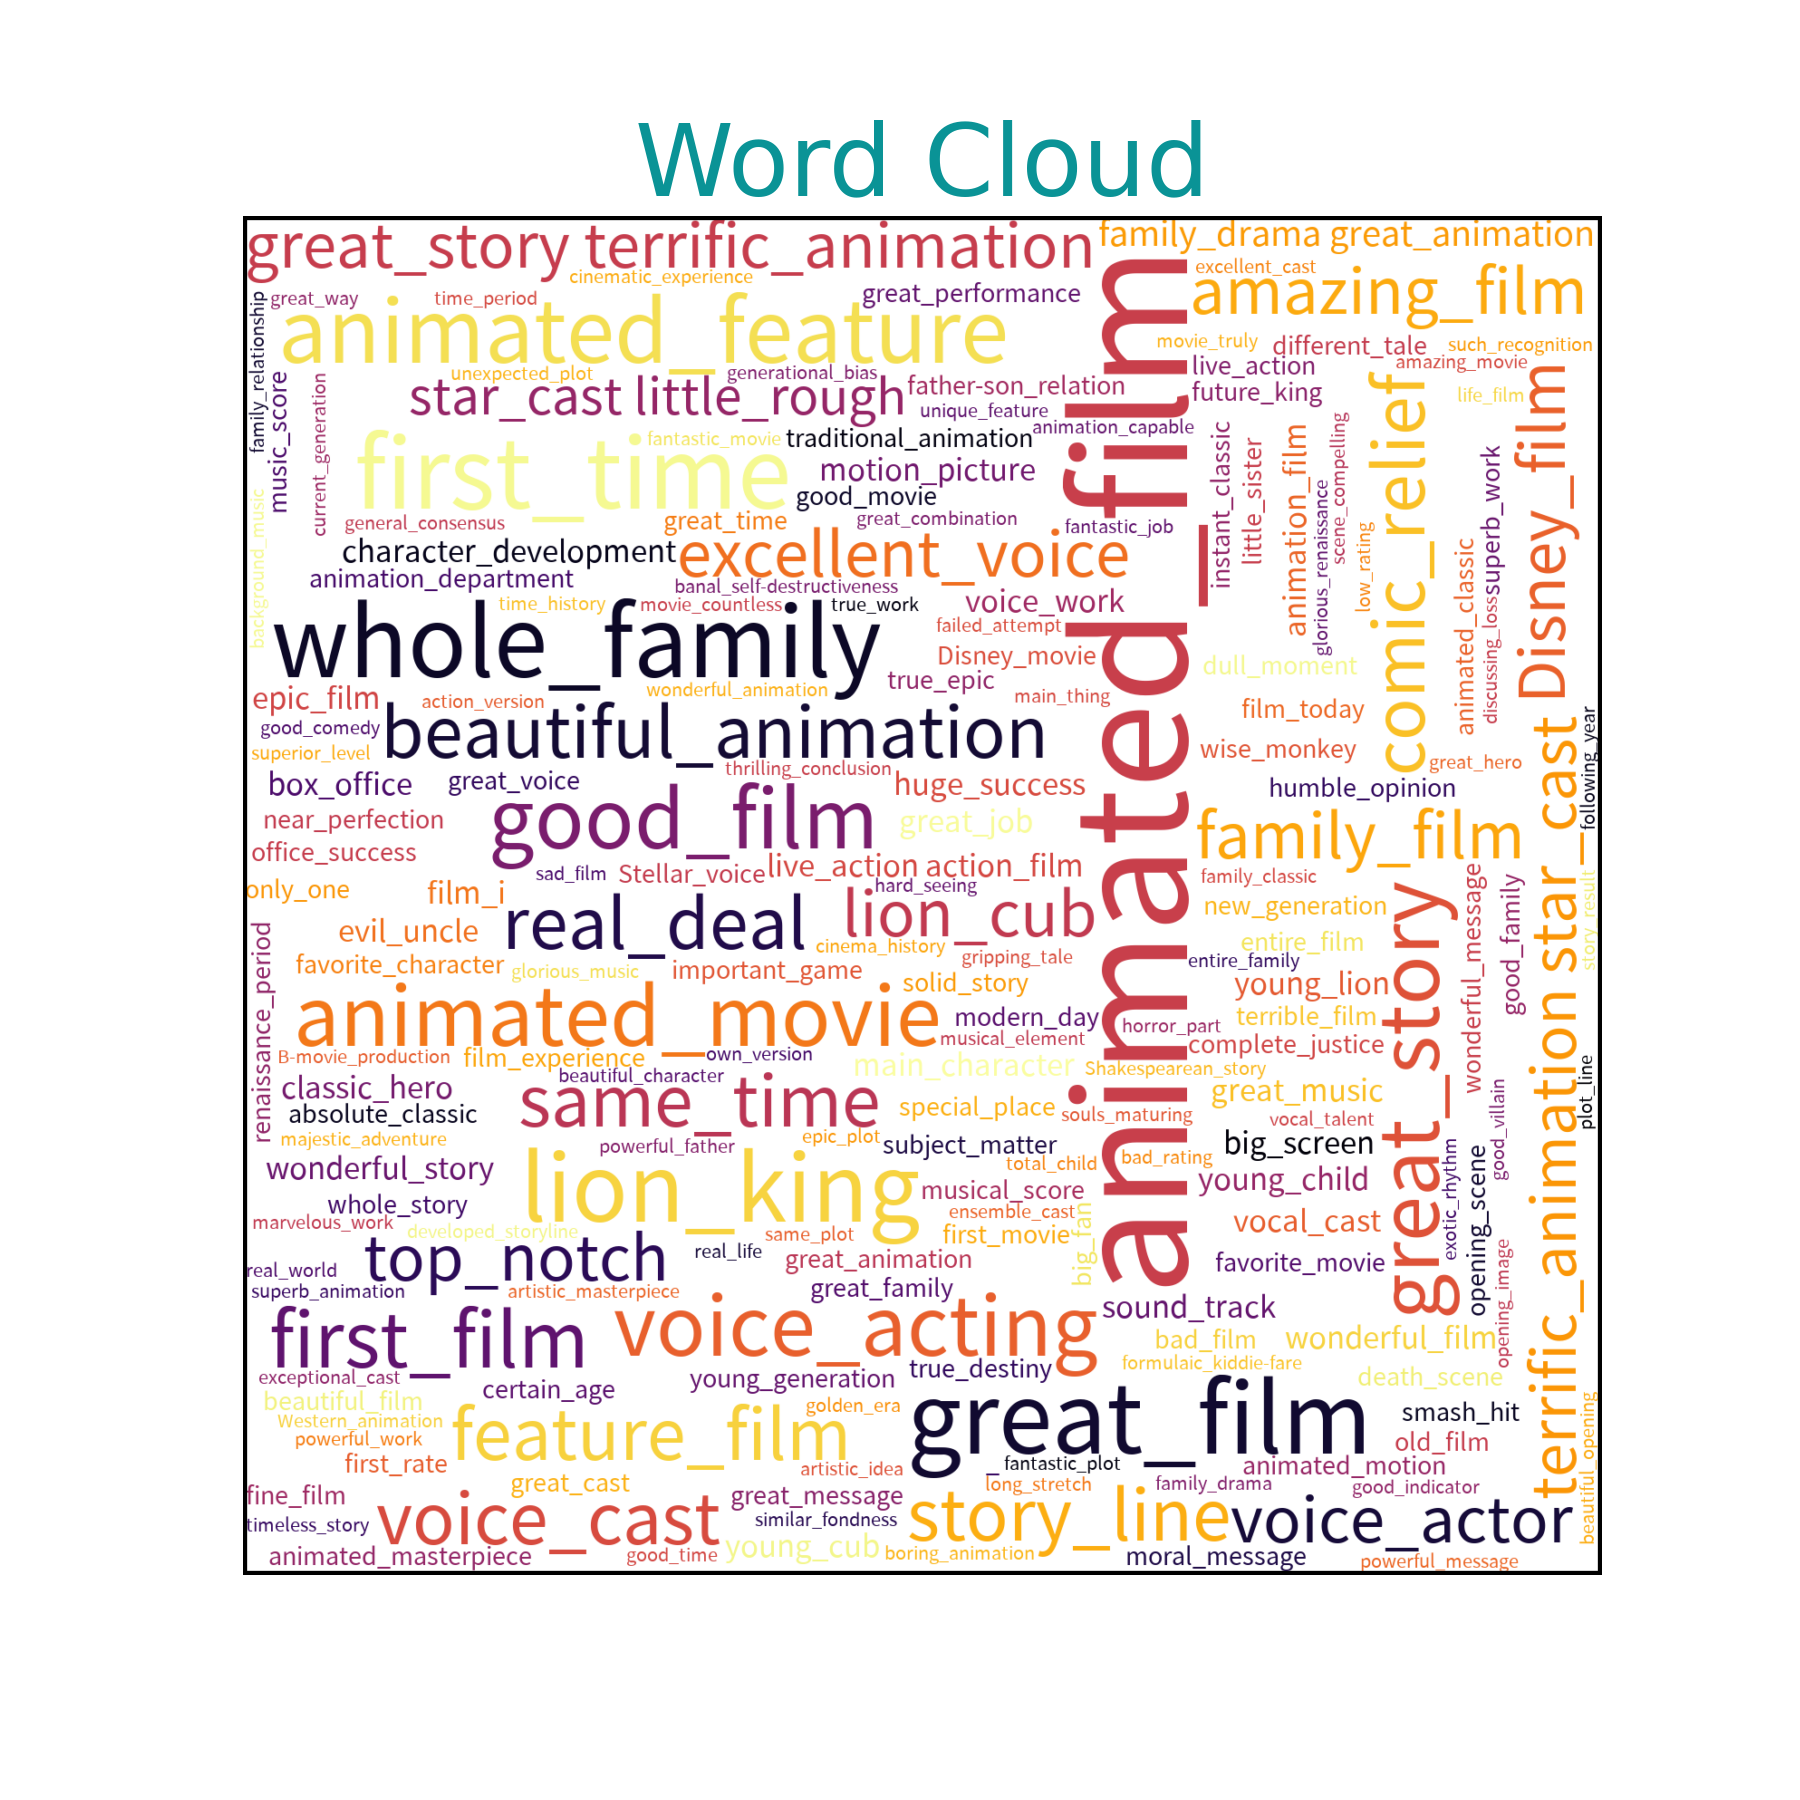 Word Cloud
great_story terrific_animation
family_drama great_animation
cinematic_experience
excellent_cast
great_way
time_period
great_performance
amazing_film
animated_feature
family_relationship
movie_truly
different_tale
such_recognition
unexpected_plot
generational_bias
live_action
amazing_movie
music_score
current_generation
star_cast little_rough
father-son_relation
future_king
life_film
unique_feature
first_time
fantastic_movie
traditional_animation
animation_capable
motion_picture
good_movie
background_music
general_consensus
great_time
great_combination
fantastic_job
instant_classic
little_sister
animation_film
glorious_renaissance
scene_compelling
low_rating
comic_relief
animated_classic
discussing_loss
superb_work
Disney_film
character_development
excellent_voice
animation_department
banal_self-destructiveness
time_history
movie_countless
true_work
voice_work
failed_attempt
whole_family
Disney_movie
dull_moment
true_epic
epic_film
action_version
wonderful_animation
main_thing
film_today
good_comedy
beautiful_animation
superior_level
wise_monkey
great_hero
following_year
thrilling_conclusion
box_office
great_voice
huge_success
humble_opinion
good_film
near_perfection
great_job
family_film
office_success
sad_film
Stellar_voice
live_action action_film
family_classic
only_one
film_i
hard_seeing
real_deal
lion_cub
new_generation
evil_uncle
cinema_history
entire_film
favorite_character
glorious_music
important_game
gripping_tale
entire_family
great_story
wonderful_message
good_family
story_result
renaissance_period
solid_story
young_lion
animated_movie
modern_day
horror_part
terrible_film
musical_element
complete_justice
B-movie_production
film_experience
own_version
main_character
Shakespearean_story
beautiful_character
classic_hero
great_music
same_time
absolute_classic
special_place
souls_maturing
vocal_talent
plot_line
good_villain
majestic_adventure
powerful_father
epic_plot
subject_matter
big_screen
total_child
bad_rating
wonderful_story
lion_king
young_child
musical_score
whole_story
ensemble_cast
marvelous_work
developed_storyline
same_plot
first_movie
big_fan
vocal_cast
exotic_rhythm
opening_scene
opening_image
top_notch
real_life
great_animation
favorite_movie
real_world
superb_animation
artistic_masterpiece
great_family
animated_film
sound_track
first_film
voice_acting
bad_film
wonderful_film
terrific_animation star_cast
formulaic_kiddie-fare
exceptional_cast
true_destiny
death_scene
certain_age
young_generation
beautiful_film
golden_era
great_film
smash_hit
Western_animation
feature_film
beautiful_opening
powerful_work
old_film
first_rate
artistic_idea
_
fantastic_plot
animated_motion
great_cast
long_stretch
family_drama
good_indicator
fine_film
voice_cast
great_message
story_line
voice_actor
timeless_story
similar_fondness
animated_masterpiece
good_time
young_cub
boring_animation
moral_message
powerful_message